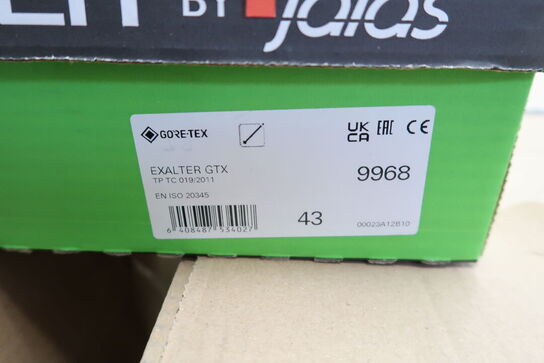 BY jalas
GORE-TEX
UK CA EAC CE
EXALTER GTX
TP TC 019/2011
9968
EN ISO 20345
6 408487 534027
43
00023A12B10